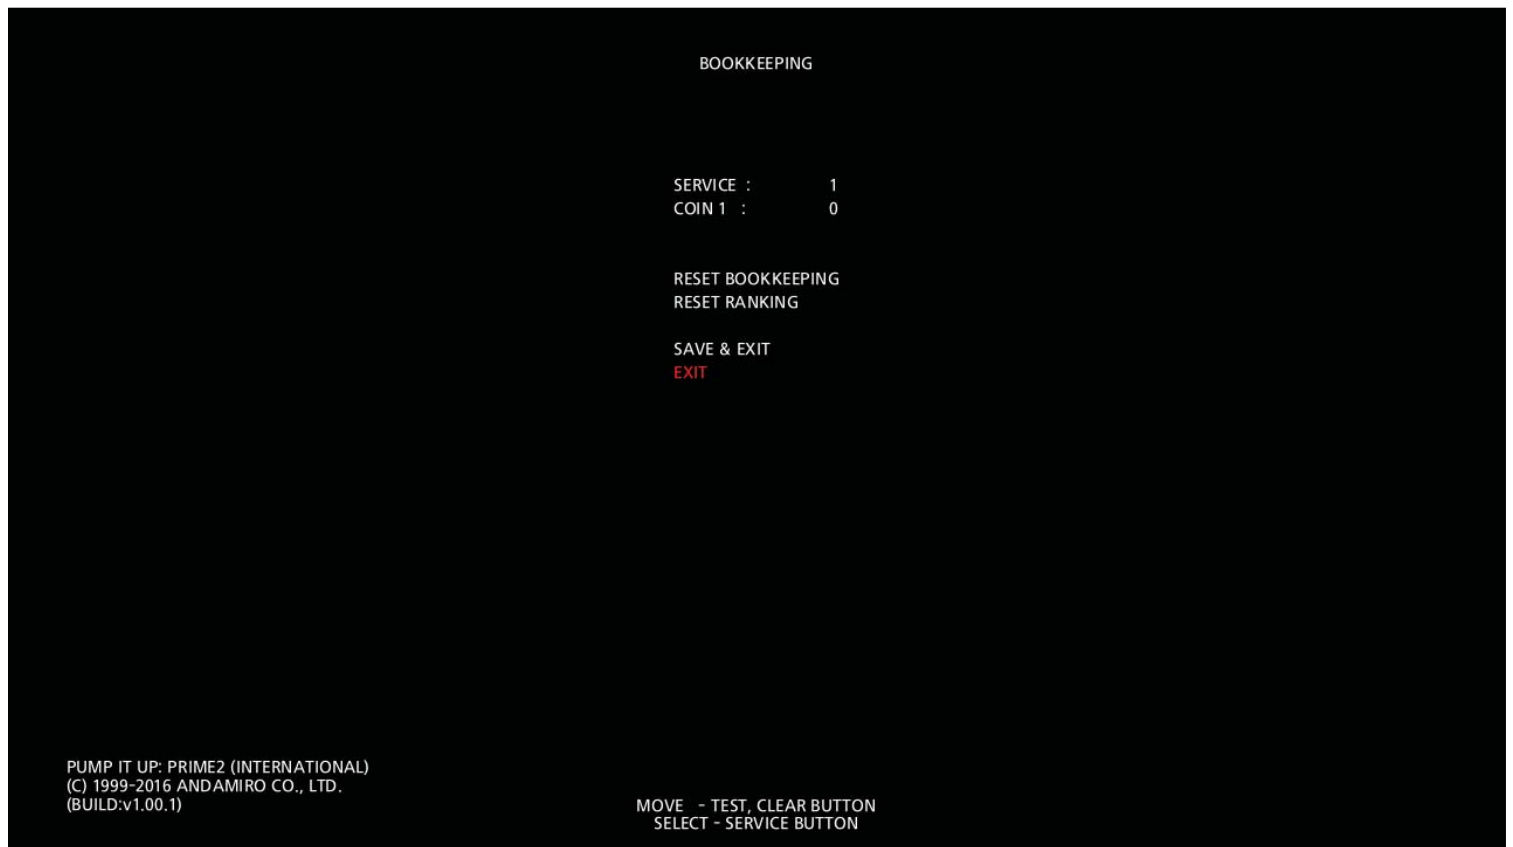 BOOKKEEPING
SERVICE : 1
COIN 1 : 0
RESET BOOKKEEPING
RESET RANKING
SAVE & EXIT
EXIT
PUMP IT UP: PRIME2 (INTERNATIONAL)
(C) 1999-2016 ANDAMIRO CO., LTD.
(BUILD:v1.00.1)
MOVE - TEST, CLEAR BUTTON
SELECT - SERVICE BUTTON